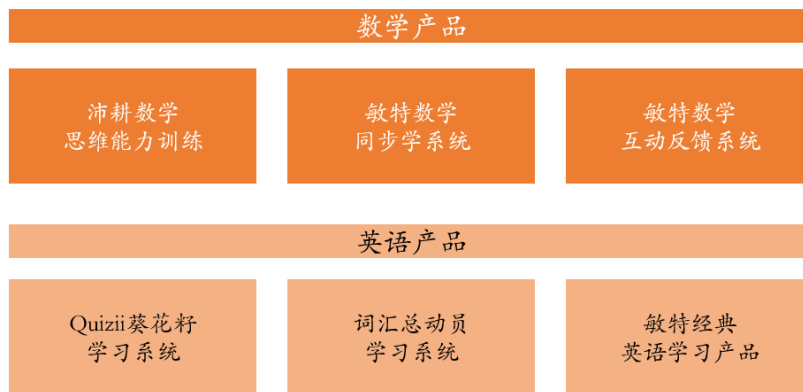 数学产品
沛耕数学
思维能力训练
敏特数学
同步学系统
敏特数学
互动反馈系统
英语产品
Quizii葵花籽
学习系统
词汇总动员
学习系统
敏特经典
英语学习产品